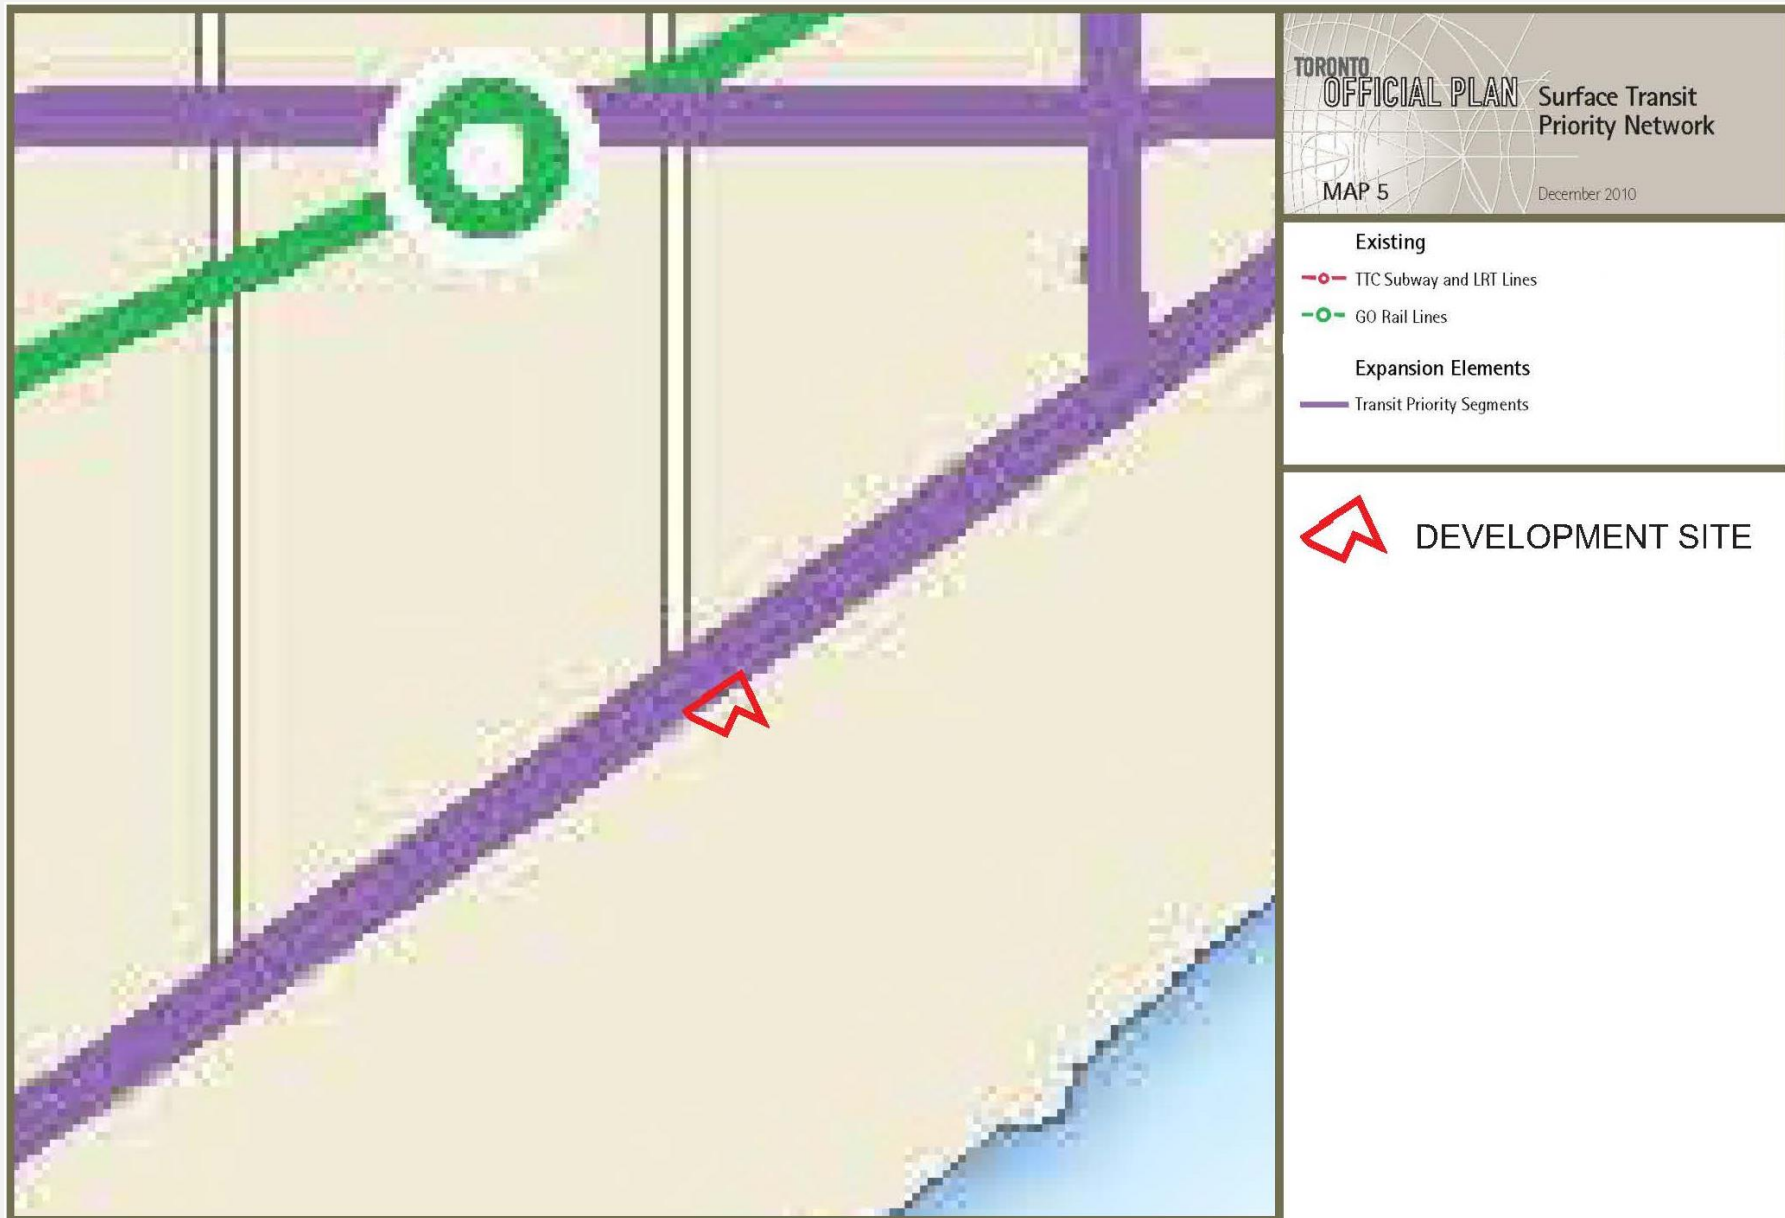 TORONTO
OFFICIAL PLAN
Surface Transit
Priority Network
MAP 5
December 2010
Existing
TTC Subway and LRT Lines
GO Rail Lines
Expansion Elements
Transit Priority Segments
DEVELOPMENT SITE